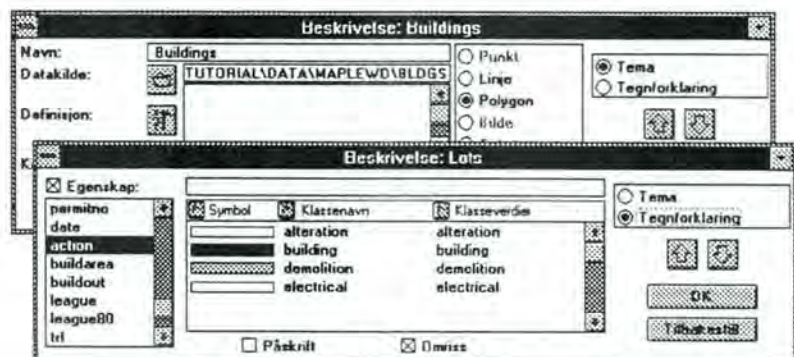 Beskrivelse: Buildings
Navn: Buildings
Datakilde: TUTORIAL\DATA\MAPLEWD\BLDGS
Definisjon:
Punkt
Linje
Polygon
Bilde
Tema
Tegnforklaring
Beskrivelse: Lots
Egenskap:
permitno
date
action
buildarea
buildout
league
league80
trl
Symbol Klassenavn Klasseverdier
alteration alteration
building building
demolition demolition
electrical electrical
Påskrift Omriss
Tema
Tegnforklaring
OK
Tilbakestill